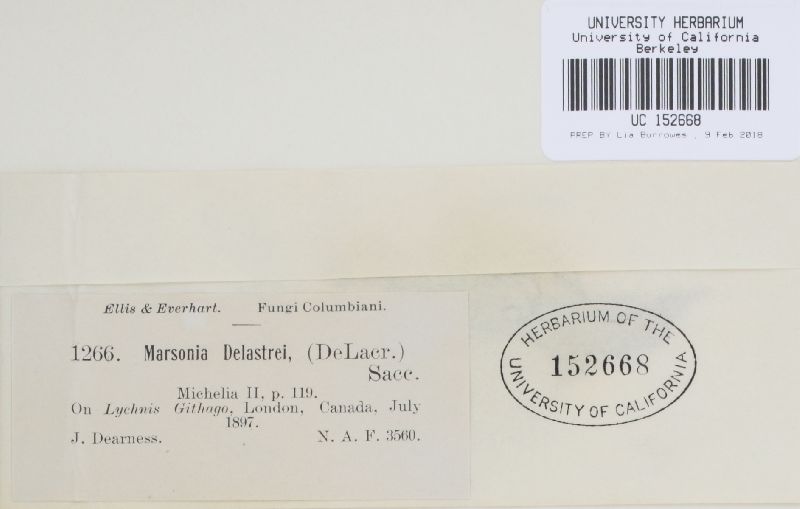 UNIVERSITY HERBARIUM
University of California
Berkeley
UC 152668
PREP BY Lia Burrowes , 9 Feb 2018
Ellis & Everhart. Fungi Columbiani.
1266. Marsonia Delastrei, (DeLacr.)
Sacc.
Michelia II, p. 119.
On Lychnis Githago, London, Canada, July
1897.
J. Dearness. N. A. F. 3560.
HERBARIUM OF THE
152668
UNIVERSITY OF CALIFORNIA